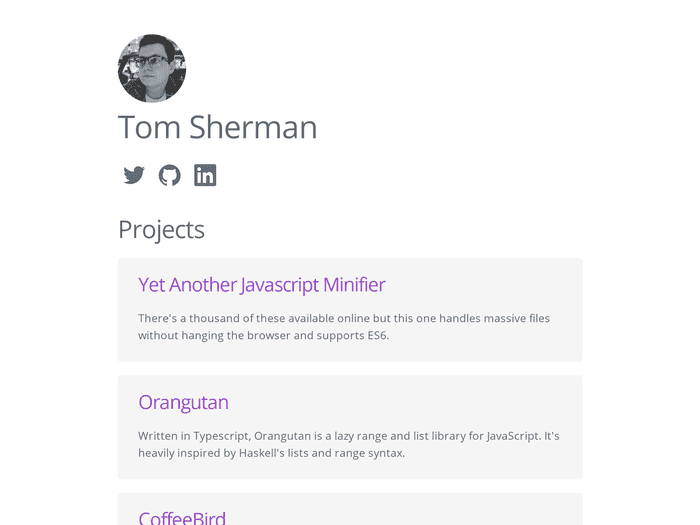 Tom Sherman
in
Projects
Yet Another Javascript Minifier
There's a thousand of these available online but this one handles massive files
without hanging the browser and supports ES6.
Orangutan
Written in Typescript, Orangutan is a lazy range and list library for JavaScript. It's
heavily inspired by Haskell's lists and range syntax.
CoffeeBird